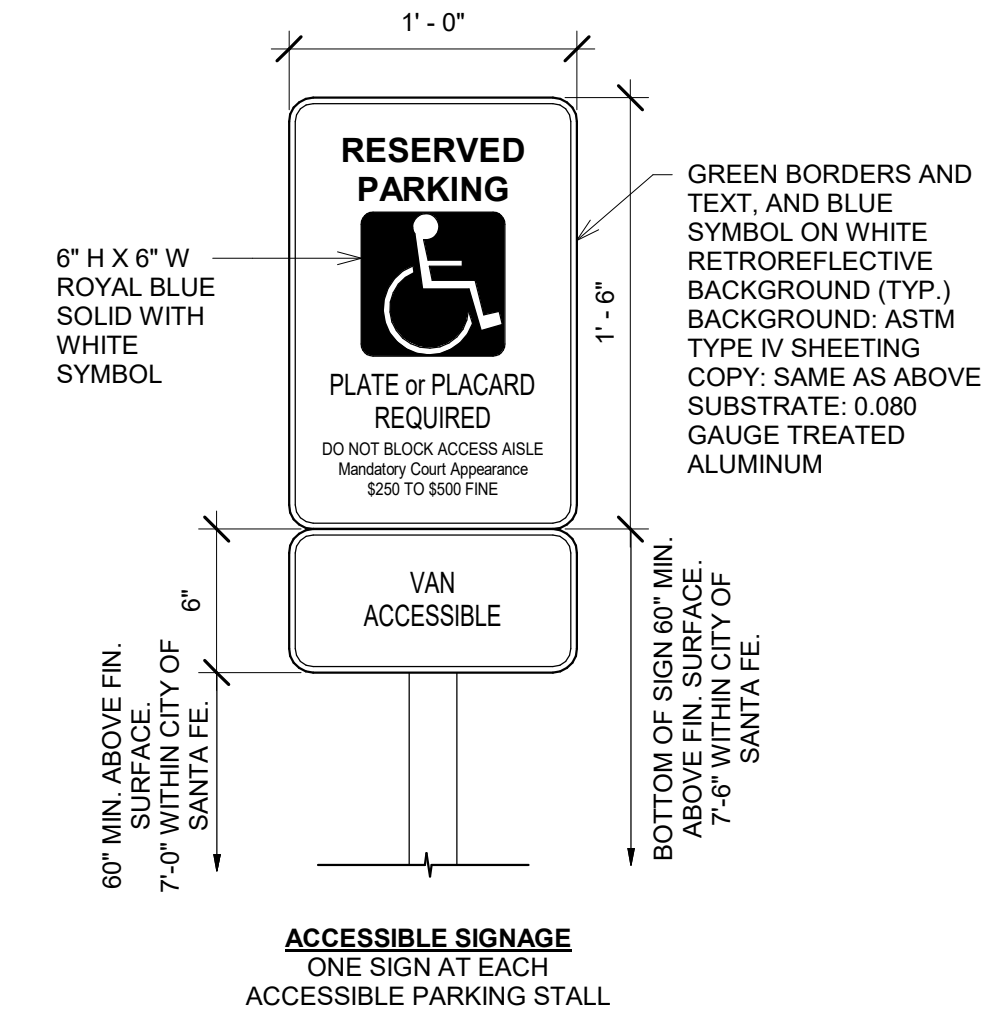 1' - 0"
RESERVED
PARKING
PLATE or PLACARD
REQUIRED
DO NOT BLOCK ACCESS AISLE
Mandatory Court Appearance
$250 TO $500 FINE
VAN
ACCESSIBLE
6" H X 6" W
ROYAL BLUE
SOLID WITH
WHITE
SYMBOL
1' - 6"
GREEN BORDERS AND
TEXT, AND BLUE
SYMBOL ON WHITE
RETROREFLECTIVE
BACKGROUND (TYP.)
BACKGROUND: ASTM
TYPE IV SHEETING
COPY: SAME AS ABOVE
SUBSTRATE: 0.080
GAUGE TREATED
ALUMINUM
6"
60" MIN. ABOVE FIN.
SURFACE.
7'-0" WITHIN CITY OF
SANTA FE.
BOTTOM OF SIGN 60" MIN.
ABOVE FIN. SURFACE.
7'-6" WITHIN CITY OF
SANTA FE.
ACCESSIBLE SIGNAGE
ONE SIGN AT EACH
ACCESSIBLE PARKING STALL